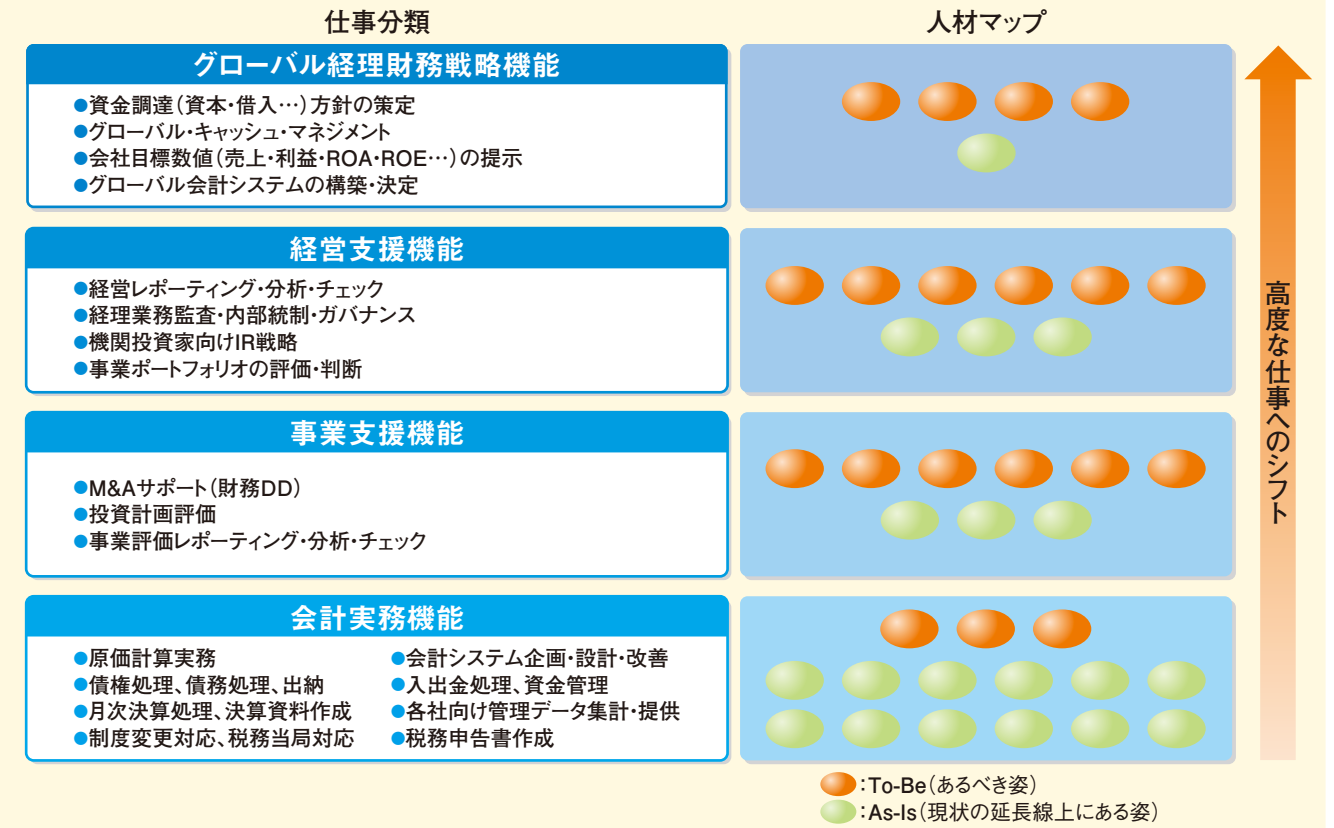 仕事分類
人材マップ
グローバル経理財務戦略機能
●資金調達(資本・借入…)方針の策定
●グローバル・キャッシュ・マネジメント
●会社目標数値(売上・利益・ROA・ROE…)の提示
●グローバル会計システムの構築・決定
経営支援機能
●経営レポーティング・分析・チェック
●経理業務監査・内部統制・ガバナンス
●機関投資家向けIR戦略
●事業ポートフォリオの評価・判断
事業支援機能
●M&Aサポート(財務DD)
●投資計画評価
●事業評価レポーティング・分析・チェック
会計実務機能
●原価計算実務
●債権処理、債務処理、出納
●月次決算処理、決算資料作成
●制度変更対応、税務当局対応
●会計システム企画・設計・改善
●入出金処理、資金管理
●各社向け管理データ集計・提供
●税務申告書作成
高度な仕事へのシフト
:To-Be(あるべき姿)
:As-Is(現状の延長線上にある姿)